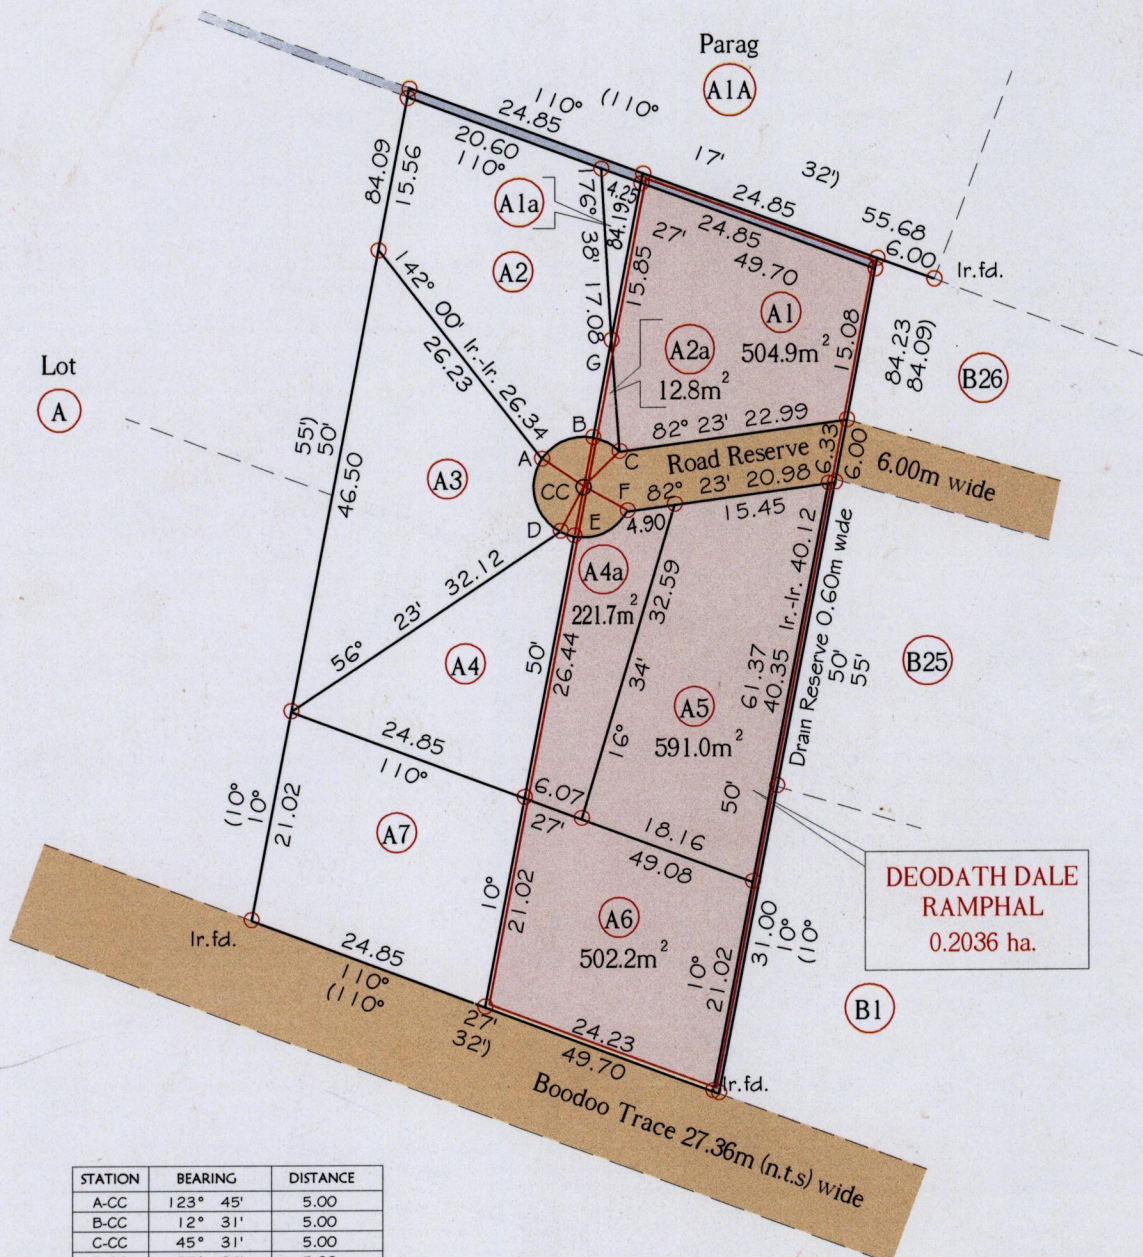 Parag
A1A
110° (110°
24.85
17' 32')
20.60
110°
24.85
55.68
6.00
Ir.fd.
84.09
15.56
A1a
4.25
176° 38' 17.08
84.19
27'
24.85
49.70
15.85
A2
A1
504.9m²
A2a
12.8m²
15.08
84.23
84.09)
B26
142° 00' Ir.-Ir. 26.34
26.23
G
Lot
A
55')
50'
46.50
A3
B
A
C
82° 23' 22.99
Road Reserve
6.33
6.00
6.00m wide
CC
F
82° 23' 20.98
D
E
4.90
15.45
56° 23' 32.12
A4a
221.7m²
32.59
34'
16°
Ir.-Ir. 40.12
Drain Reserve 0.60m wide
61.37
40.35
50'
55'
B25
A4
50'
26.44
A5
591.0m²
50'
24.85
110°
6.07
27'
18.16
49.08
(10°
10°
21.02
A7
10°
21.02
A6
502.2m²
10°
21.02
31.00
10°
(10°
DEODATH DALE
RAMPHAL
0.2036 ha.
B1
Ir.fd.
24.85
110°
(110°
27'
32')
24.23
49.70
Ir.fd.
Boodoo Trace 27.36m (n.t.s) wide
STATION BEARING DISTANCE
A-CC 123° 45' 5.00
B-CC 12° 31' 5.00
C-CC 45° 31' 5.00